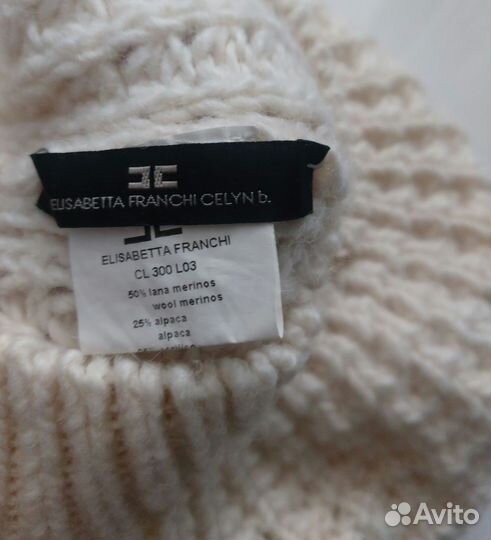 ELISABETTA FRANCHI CELYN b.
ELISABETTA FRANCHI
CL 300 L03
50% lana merinos
wool merinos
25% alpaca
alpaca
Avito